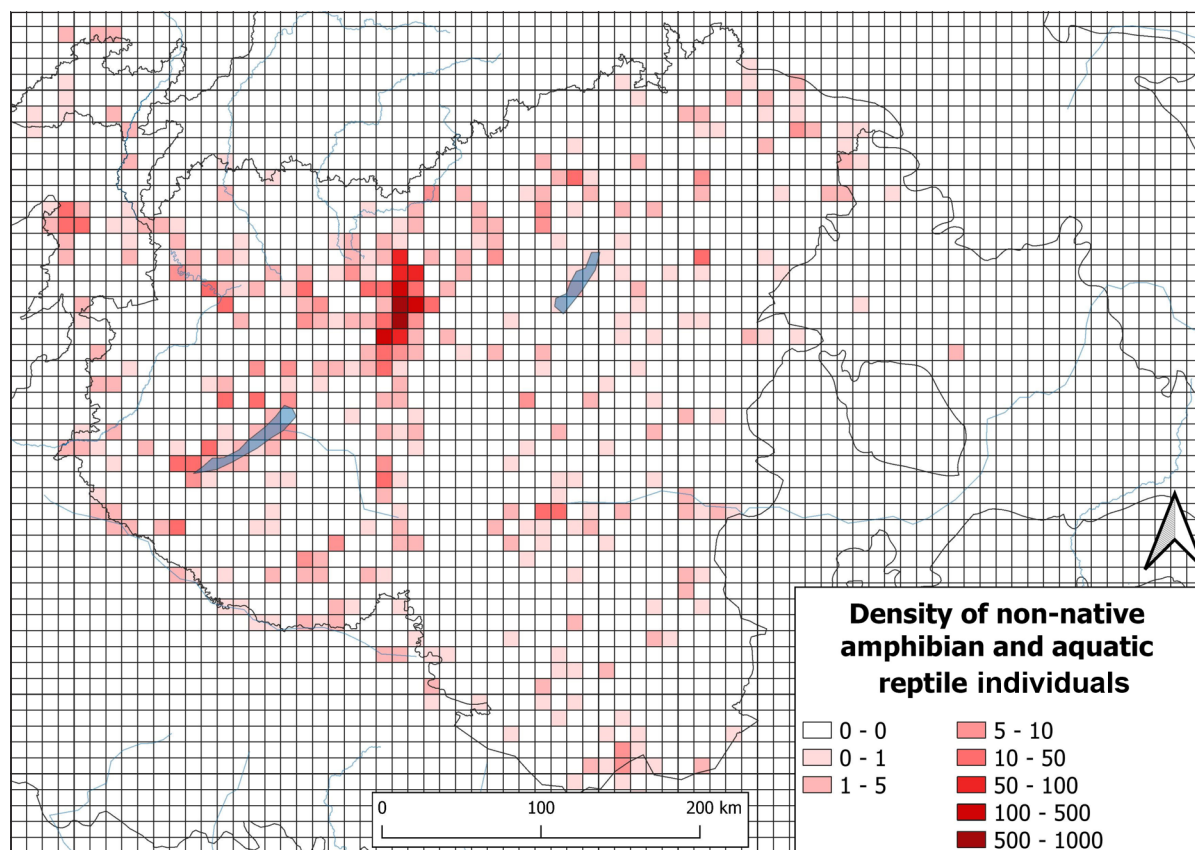 Density of non-native
amphibian and aquatic
reptile individuals
0 - 0
0 - 1
1 - 5
5 - 10
10 - 50
50 - 100
100 - 500
500 - 1000
0 100 200 km